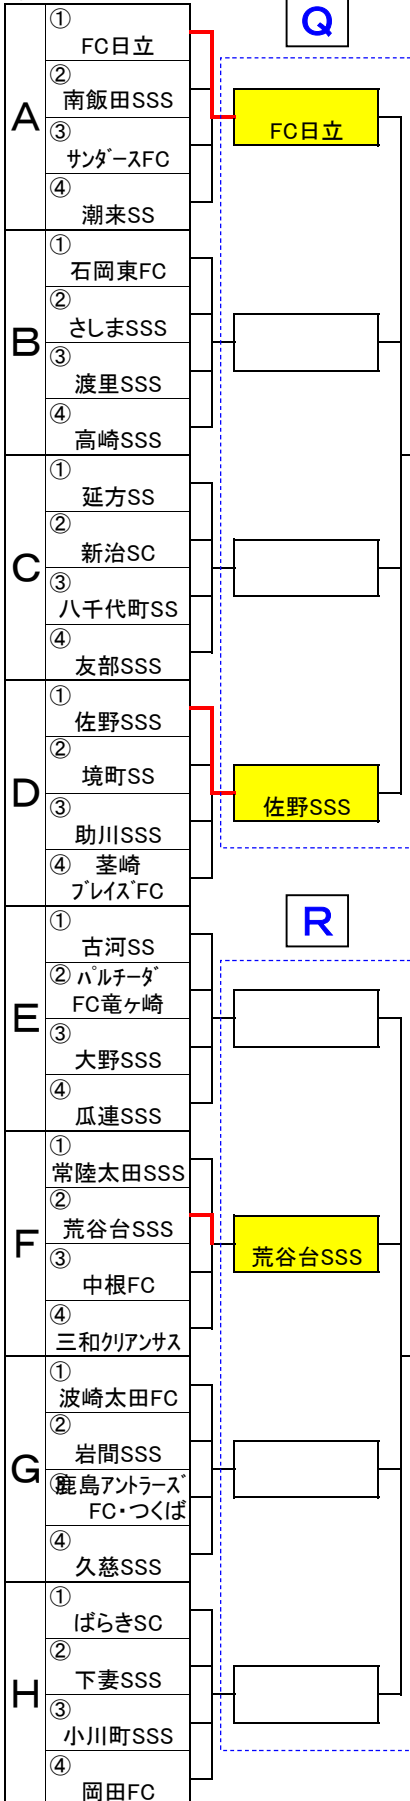 Q
A
①
FC日立
②
南飯田SSS
③
サンダースFC
④
潮来SS
FC日立
B
①
石岡東FC
②
さしまSSS
③
渡里SSS
④
高崎SSS
C
①
延方SS
②
新治SC
③
八千代町SS
④
友部SSS
D
①
佐野SSS
②
境町SS
③
助川SSS
④ 茎崎
ブレイズFC
佐野SSS
R
E
①
古河SS
② パルチーダ
FC竜ヶ崎
③
大野SSS
④
瓜連SSS
F
①
常陸太田SSS
②
荒谷台SSS
③
中根FC
④
三和クリアンサス
荒谷台SSS
G
①
波崎太田FC
②
岩間SSS
③
鹿島アントラーズ
FC・つくば
④
久慈SSS
H
①
ばらきSC
②
下妻SSS
③
小川町SSS
④
岡田FC